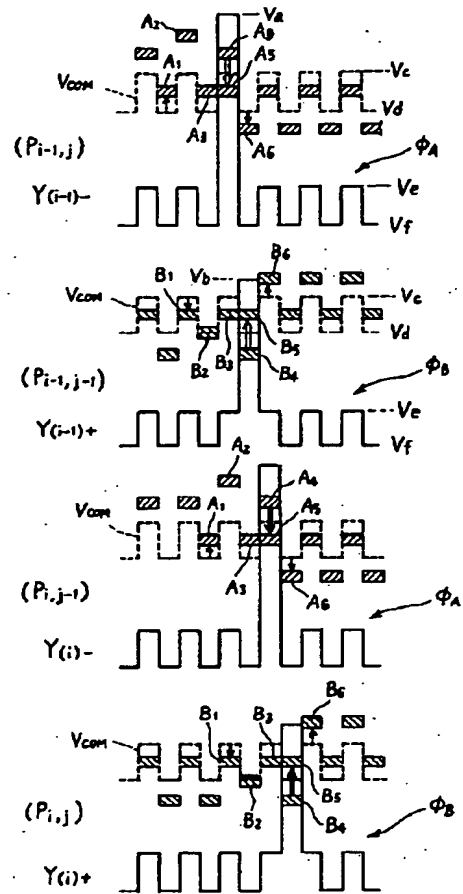 Va
A2
AB
A1
A5
Vc
VCOM
Vd
A3
(Pi-1,j)
A6
ΦA
Y(i-1)-
Ve
Vf
B6
Vb
B1
VCOM
Vc
Vd
B2
B3
B5
(Pi-1,j-1)
B4
ΦB
Y(i-1)+
Ve
Vf
A2
A4
A1
A5
VCOM
A3
(Pi,j-1)
A6
ΦA
Y(i)-
B6
B1
B3
VCOM
B2
B5
(Pi,j)
B4
ΦB
Y(i)+